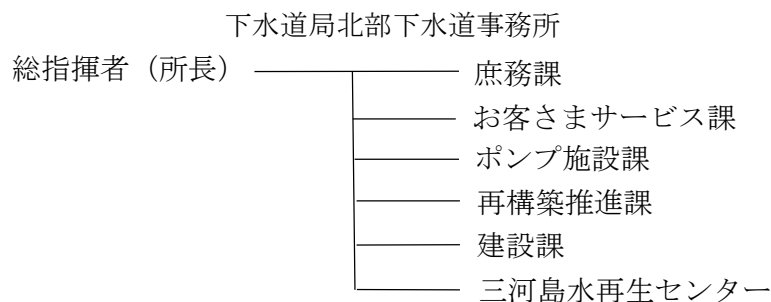 下水道局北部下水道事務所
総指揮者（所長）
庶務課
お客さまサービス課
ポンプ施設課
再構築推進課
建設課
三河島水再生センター